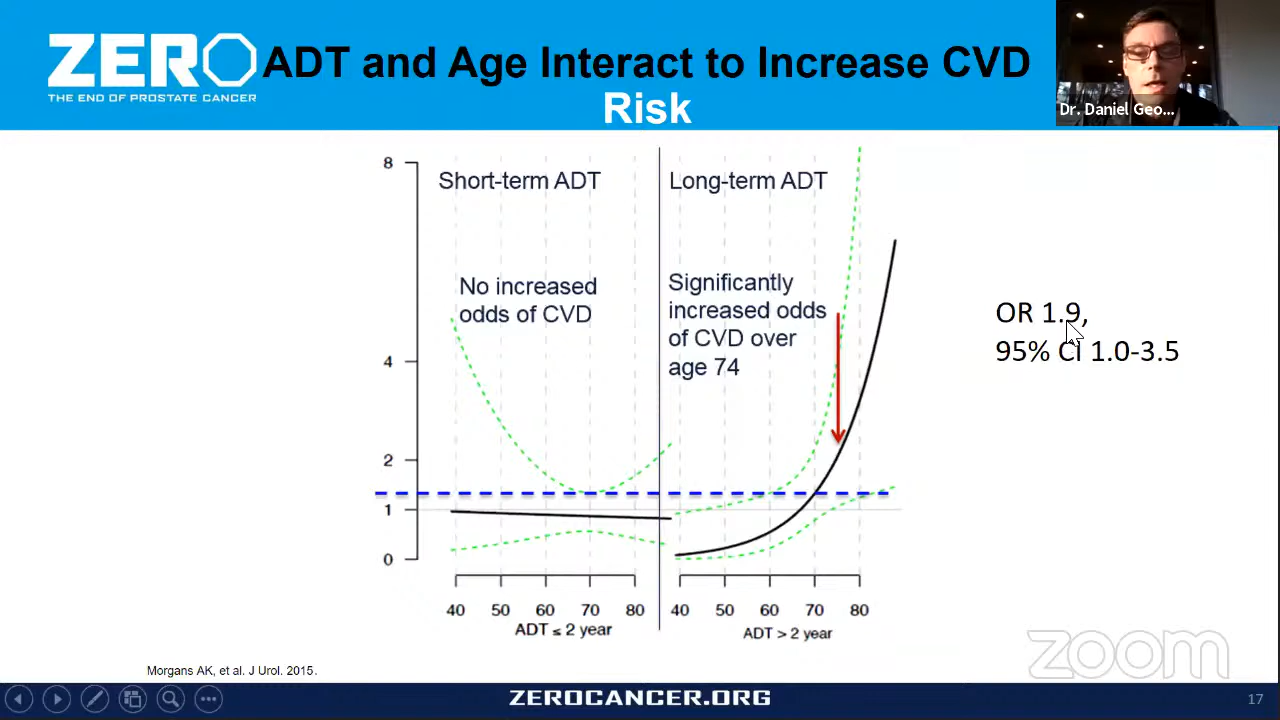 ZERO
THE END OF PROSTATE CANCER
ADT and Age Interact to Increase CVD
Risk
Dr. Daniel Geo...
8
4
2
1
0
Short-term ADT
No increased
odds of CVD
40 50 60 70 80
ADT ≤ 2 year
Long-term ADT
Significantly
increased odds
of CVD over
age 74
40 50 60 70 80
ADT > 2 year
OR 1.9,
95% CI 1.0-3.5
Morgans AK, et al. J Urol. 2015.
zoom
ZEROCANCER.ORG
17